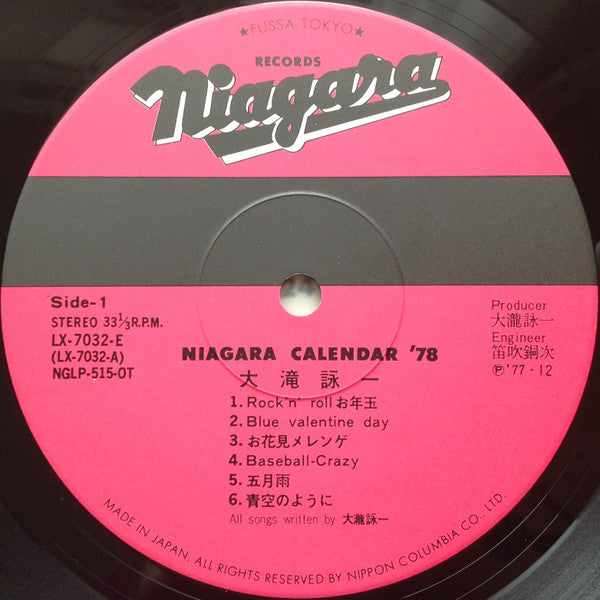 ★FUSSA TOKYO★
RECORDS
Niagara
Side-1
STEREO 33⅓R.P.M.
LX-7032-E
(LX-7032-A)
NGLP-515-OT
Producer
大瀧詠一
Engineer
笛吹銅次
℗'77・12
NIAGARA CALENDAR '78
大滝詠一
1. Rock'n' rollお年玉
2. Blue valentine day
3. お花見メレンゲ
4. Baseball-Crazy
5. 五月雨
6. 青空のように
All songs written by 大瀧詠一
MADE IN JAPAN. ALL RIGHTS RESERVED BY NIPPON COLUMBIA CO., LTD.